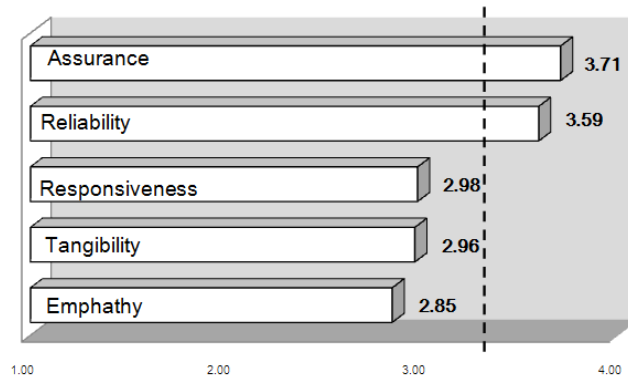 Assurance 3.71
Reliability 3.59
Responsiveness 2.98
Tangibility 2.96
Emphathy 2.85
1.00 2.00 3.00 4.00